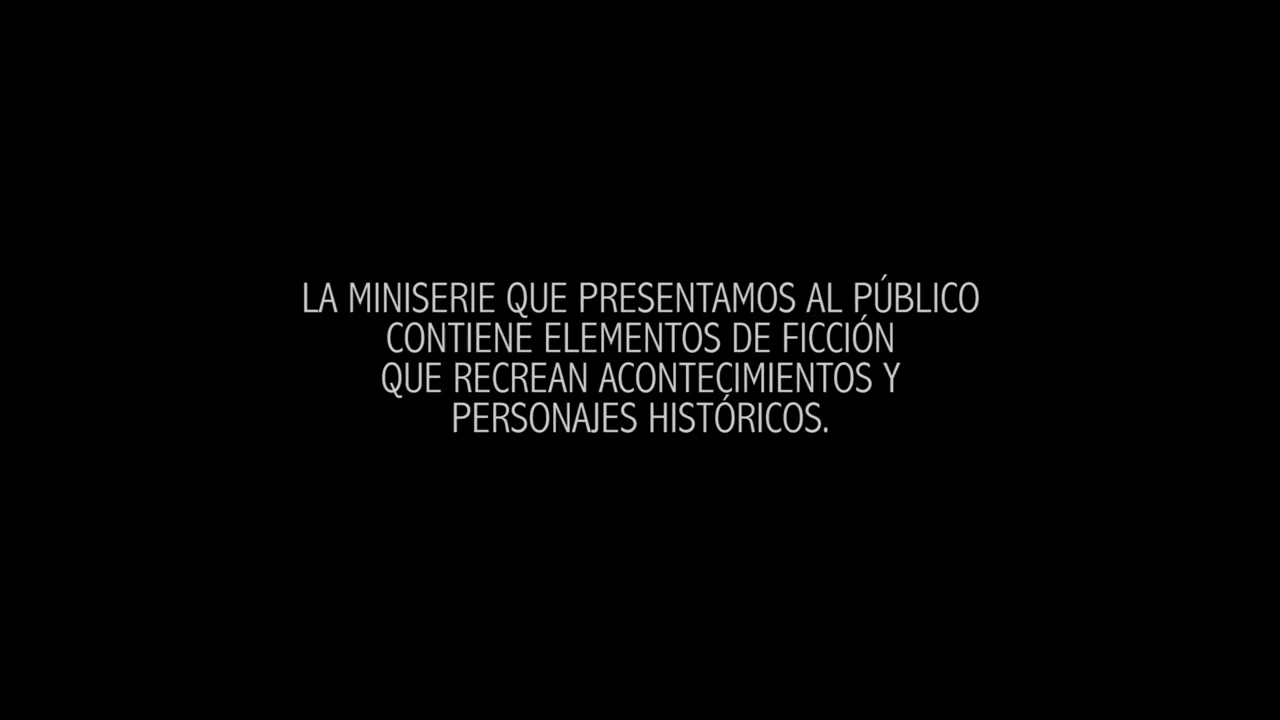 LA MINISERIE QUE PRESENTAMOS AL PÚBLICO
CONTIENE ELEMENTOS DE FICCIÓN
QUE RECREAN ACONTECIMIENTOS Y
PERSONAJES HISTÓRICOS.